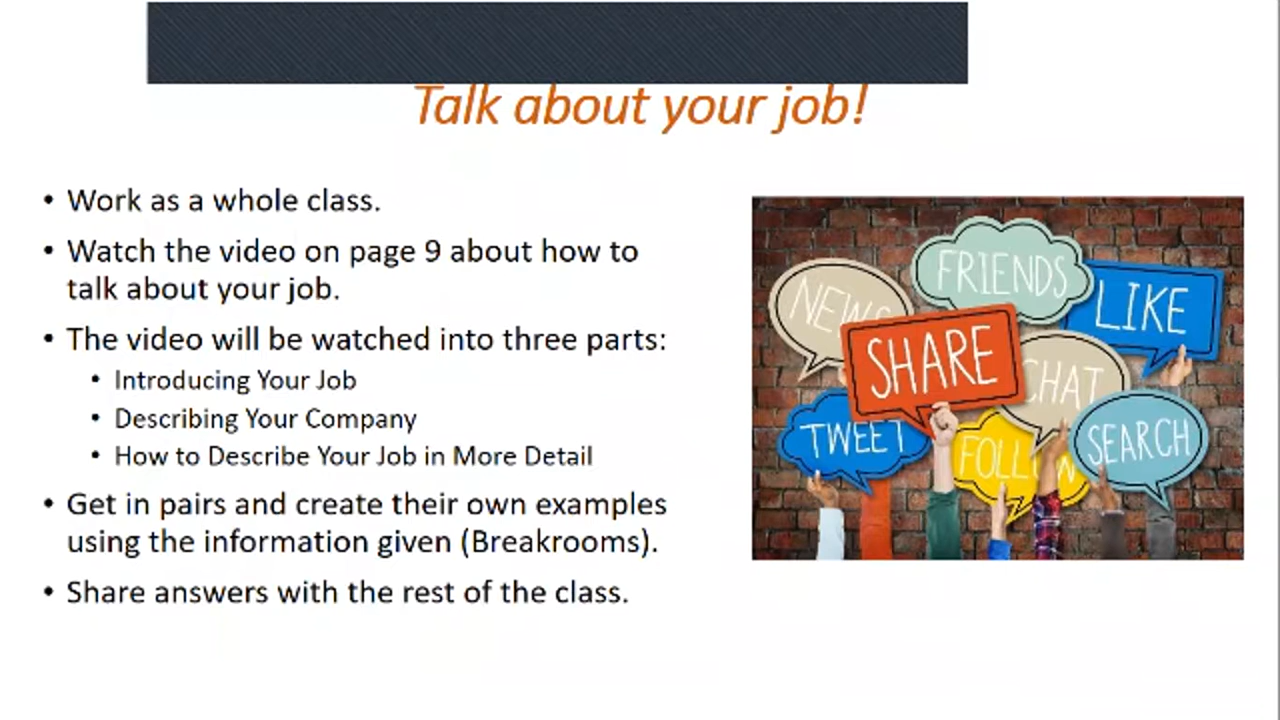 Talk about your job!
• Work as a whole class.
• Watch the video on page 9 about how to
talk about your job.
• The video will be watched into three parts:
• Introducing Your Job
• Describing Your Company
• How to Describe Your Job in More Detail
• Get in pairs and create their own examples
using the information given (Breakrooms).
• Share answers with the rest of the class.
FRIENDS
NEWS
LIKE
SHARE
CHAT
TWEET
SEARCH